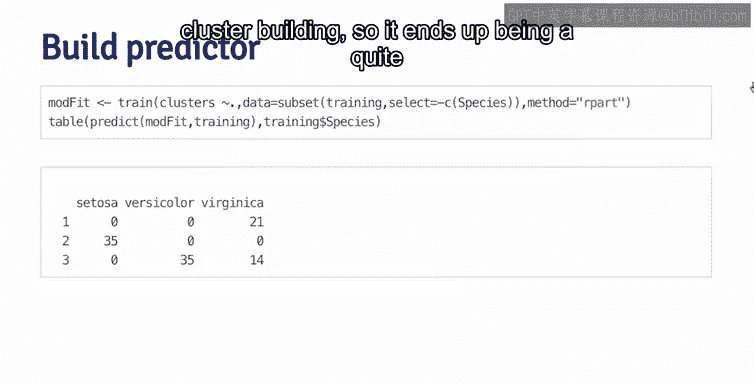 cluster building, so it ends up being a
quite
Build predictor
modFit <- train(clusters ~.,data=subset(training,select=-c(Species)),method="rpart")
table(predict(modFit,training),training$Species)
setosa versicolor virginica
1 0 0 21
2 35 0 0
3 0 35 14